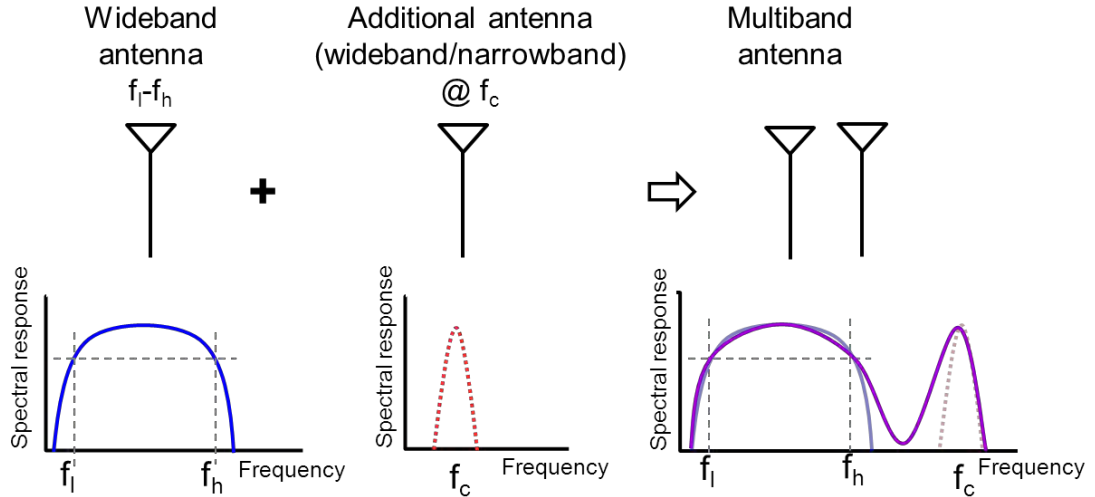 Wideband
antenna
fl-fh
Additional antenna
(wideband/narrowband)
@ fc
Multiband
antenna
+
Spectral response
fl
fh
Frequency
Spectral response
fc
Frequency
Spectral response
fl
fh
fc
Frequency